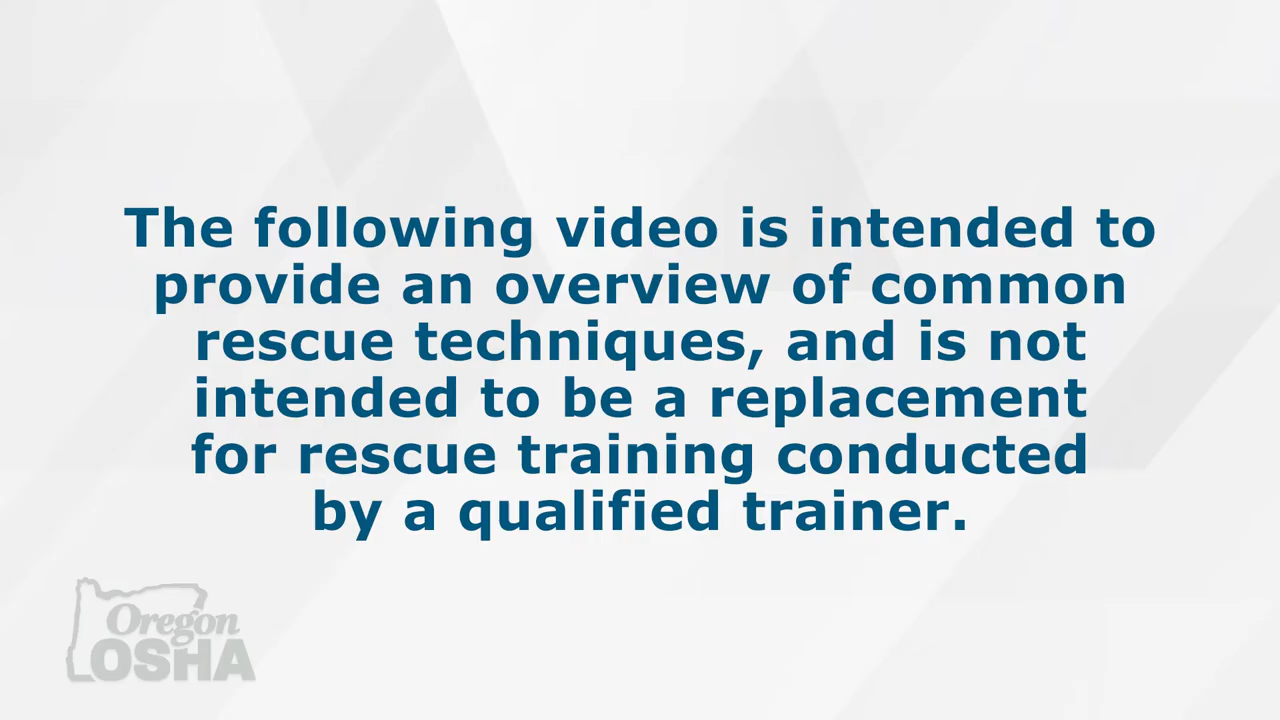 The following video is intended to
provide an overview of common
rescue techniques, and is not
intended to be a replacement
for rescue training conducted
by a qualified trainer.
Oregon
OSHA